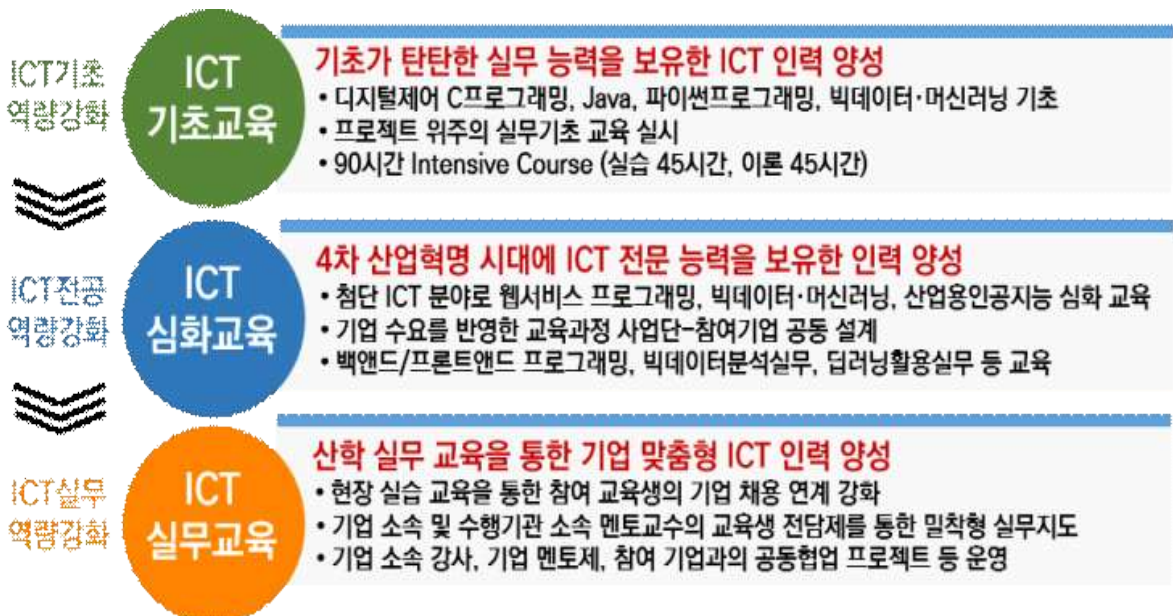 ICT기초
역량강화
ICT
기초교육
기초가 탄탄한 실무 능력을 보유한 ICT 인력 양성
• 디지털제어 C프로그래밍, Java, 파이썬프로그래밍, 빅데이터·머신러닝 기초
• 프로젝트 위주의 실무기초 교육 실시
• 90시간 Intensive Course (실습 45시간, 이론 45시간)
ICT전공
역량강화
ICT
심화교육
4차 산업혁명 시대에 ICT 전문 능력을 보유한 인력 양성
• 첨단 ICT 분야로 웹서비스 프로그래밍, 빅데이터·머신러닝, 산업용인공지능 심화 교육
• 기업 수요를 반영한 교육과정 사업단-참여기업 공동 설계
• 백앤드/프론트앤드 프로그래밍, 빅데이터분석실무, 딥러닝활용실무 등 교육
ICT실무
역량강화
ICT
실무교육
산학 실무 교육을 통한 기업 맞춤형 ICT 인력 양성
• 현장 실습 교육을 통한 참여 교육생의 기업 채용 연계 강화
• 기업 소속 및 수행기관 소속 멘토교수의 교육생 전담제를 통한 밀착형 실무지도
• 기업 소속 강사, 기업 멘토제, 참여 기업과의 공동협업 프로젝트 등 운영